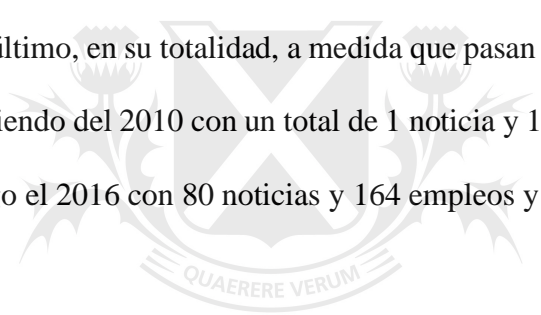 último, en su totalidad, a medida que pasan
iendo del 2010 con un total de 1 noticia y 1
o el 2016 con 80 noticias y 164 empleos y
QUAERERE VERUM